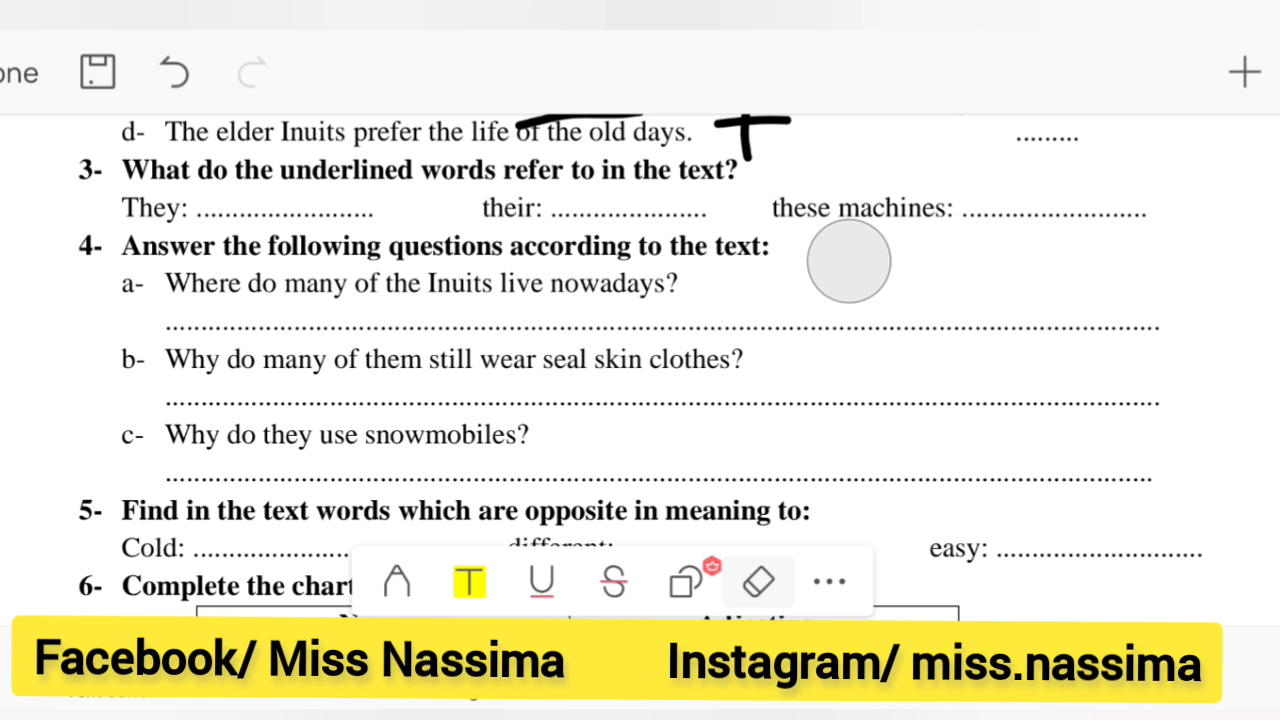 one
d- The elder Inuits prefer the life of the old days. T .........
3- What do the underlined words refer to in the text?
They: ......................... their: ...................... these machines: ..........................
4- Answer the following questions according to the text:
a- Where do many of the Inuits live nowadays?
b- Why do many of them still wear seal skin clothes?
c- Why do they use snowmobiles?
5- Find in the text words which are opposite in meaning to:
Cold: ...................... different: easy: .............................
6- Complete the chart
T U S
Facebook/ Miss Nassima Instagram/ miss.nassima